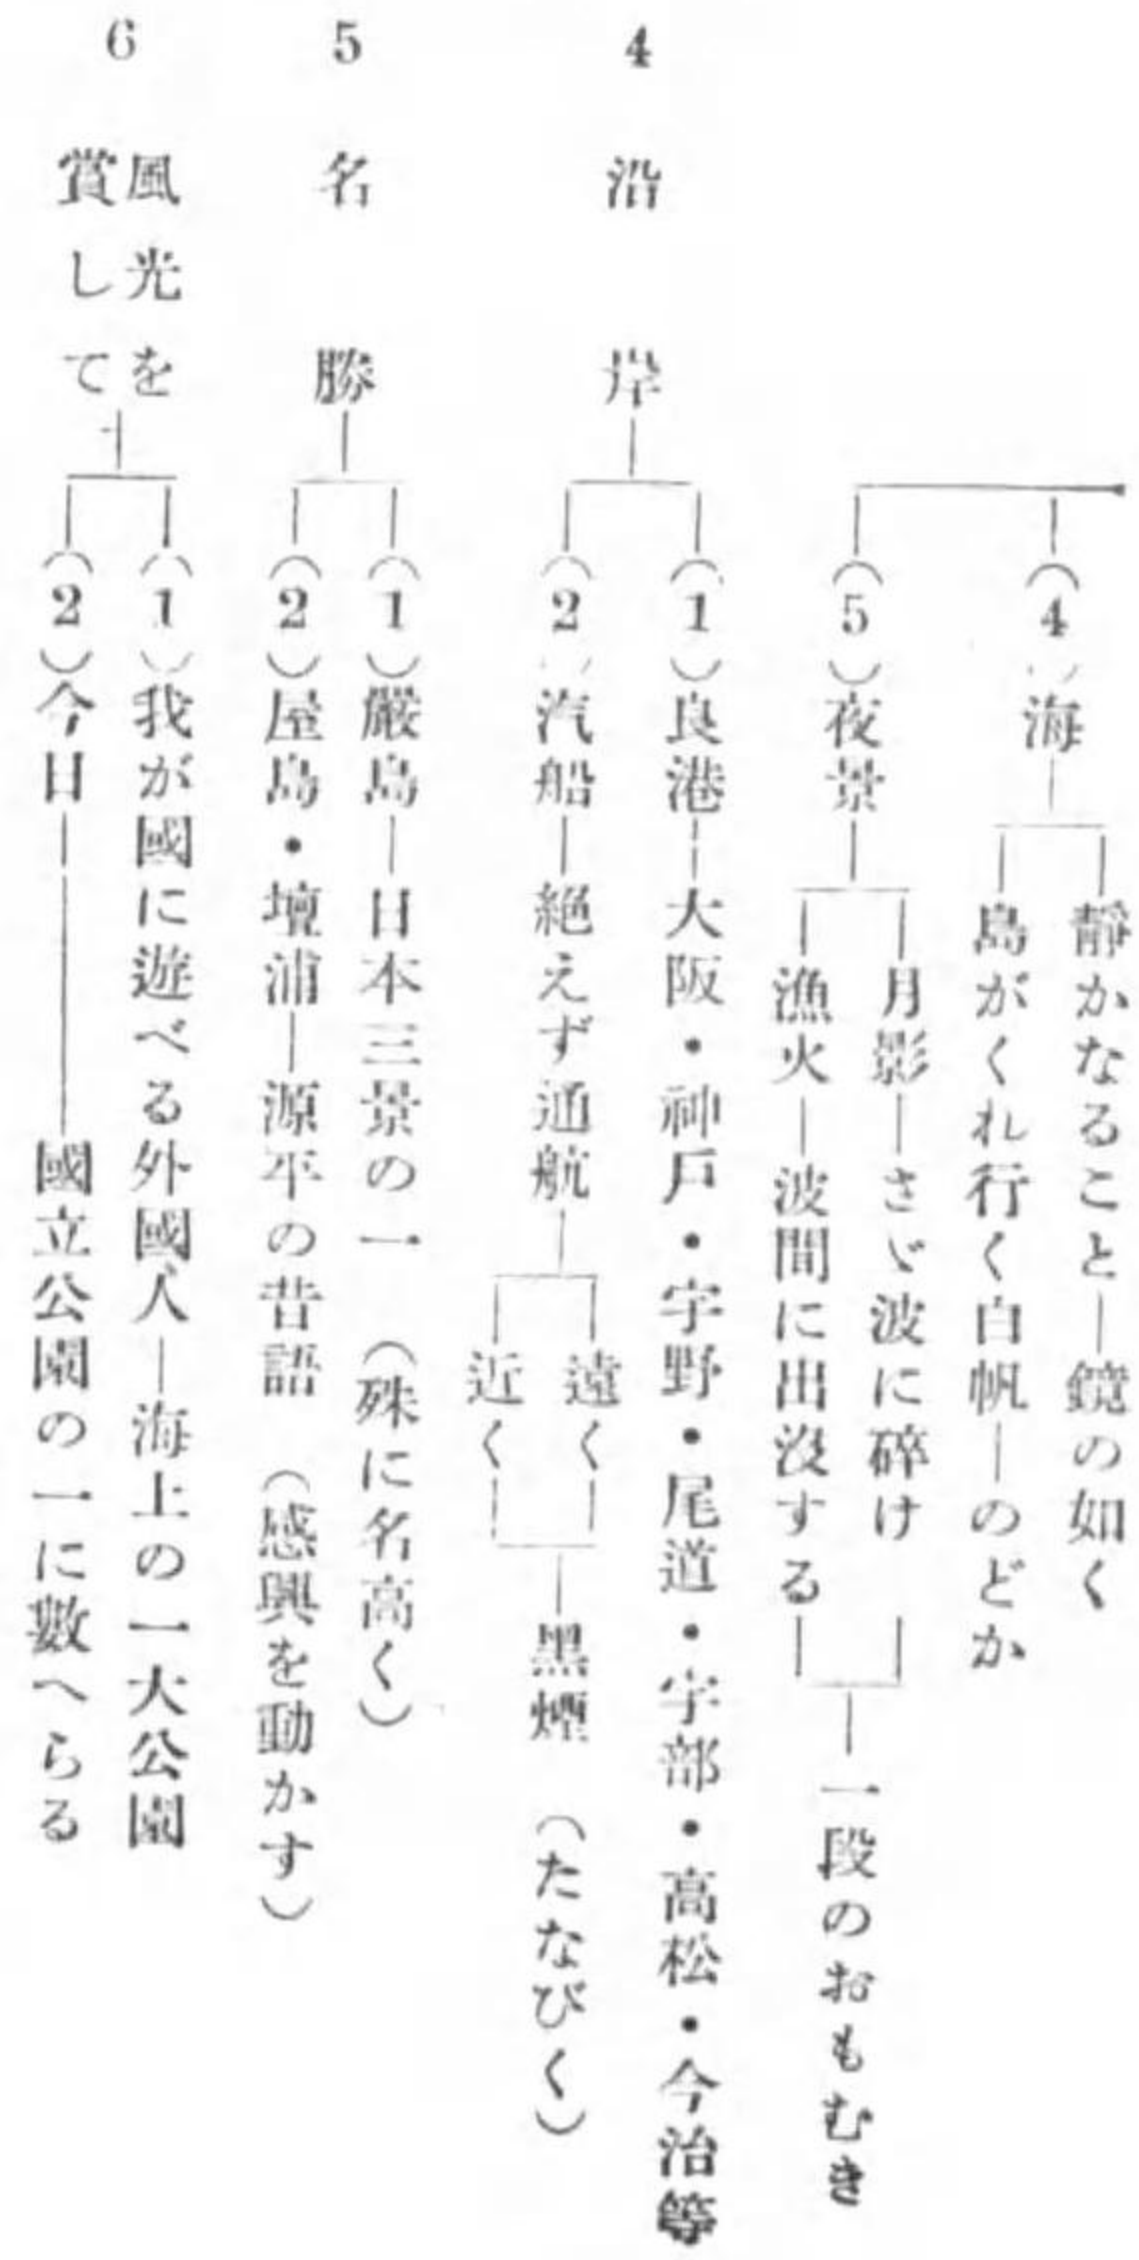 (4)海
靜かなること―鏡の如く
島がくれ行く白帆―のどか
(5)夜景
月影―さゞ波に碎け
漁火―波間に出沒する
一段のおもむき
4 沿岸
(1)良港―大阪・神戸・宇野・尾道・宇部・高松・今治等
(2)汽船―絶えず通航
遠く
近く
黑煙 (たなびく)
5 名勝
(1)嚴島―日本三景の一 (殊に名高く)
(2)屋島・壇浦―源平の昔語 (感興を動かす)
6 風光を
賞して
(1)我が國に遊べる外國人―海上の一大公園
(2)今日―國立公園の一に數へらる